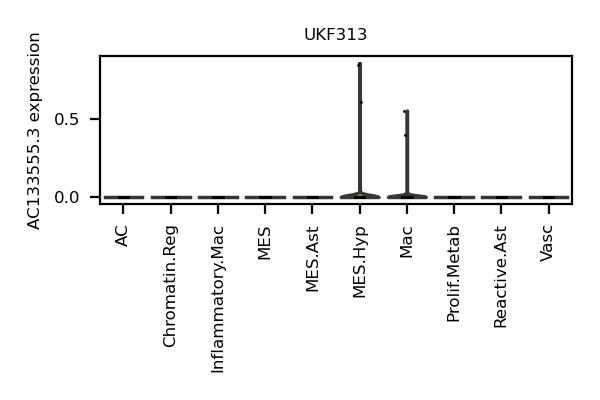 UKF313
AC133555.3 expression
0.5
0.0
AC
Chromatin.Reg
Inflammatory.Mac
MES
MES.Ast
MES.Hyp
Mac
Prolif.Metab
Reactive.Ast
Vasc